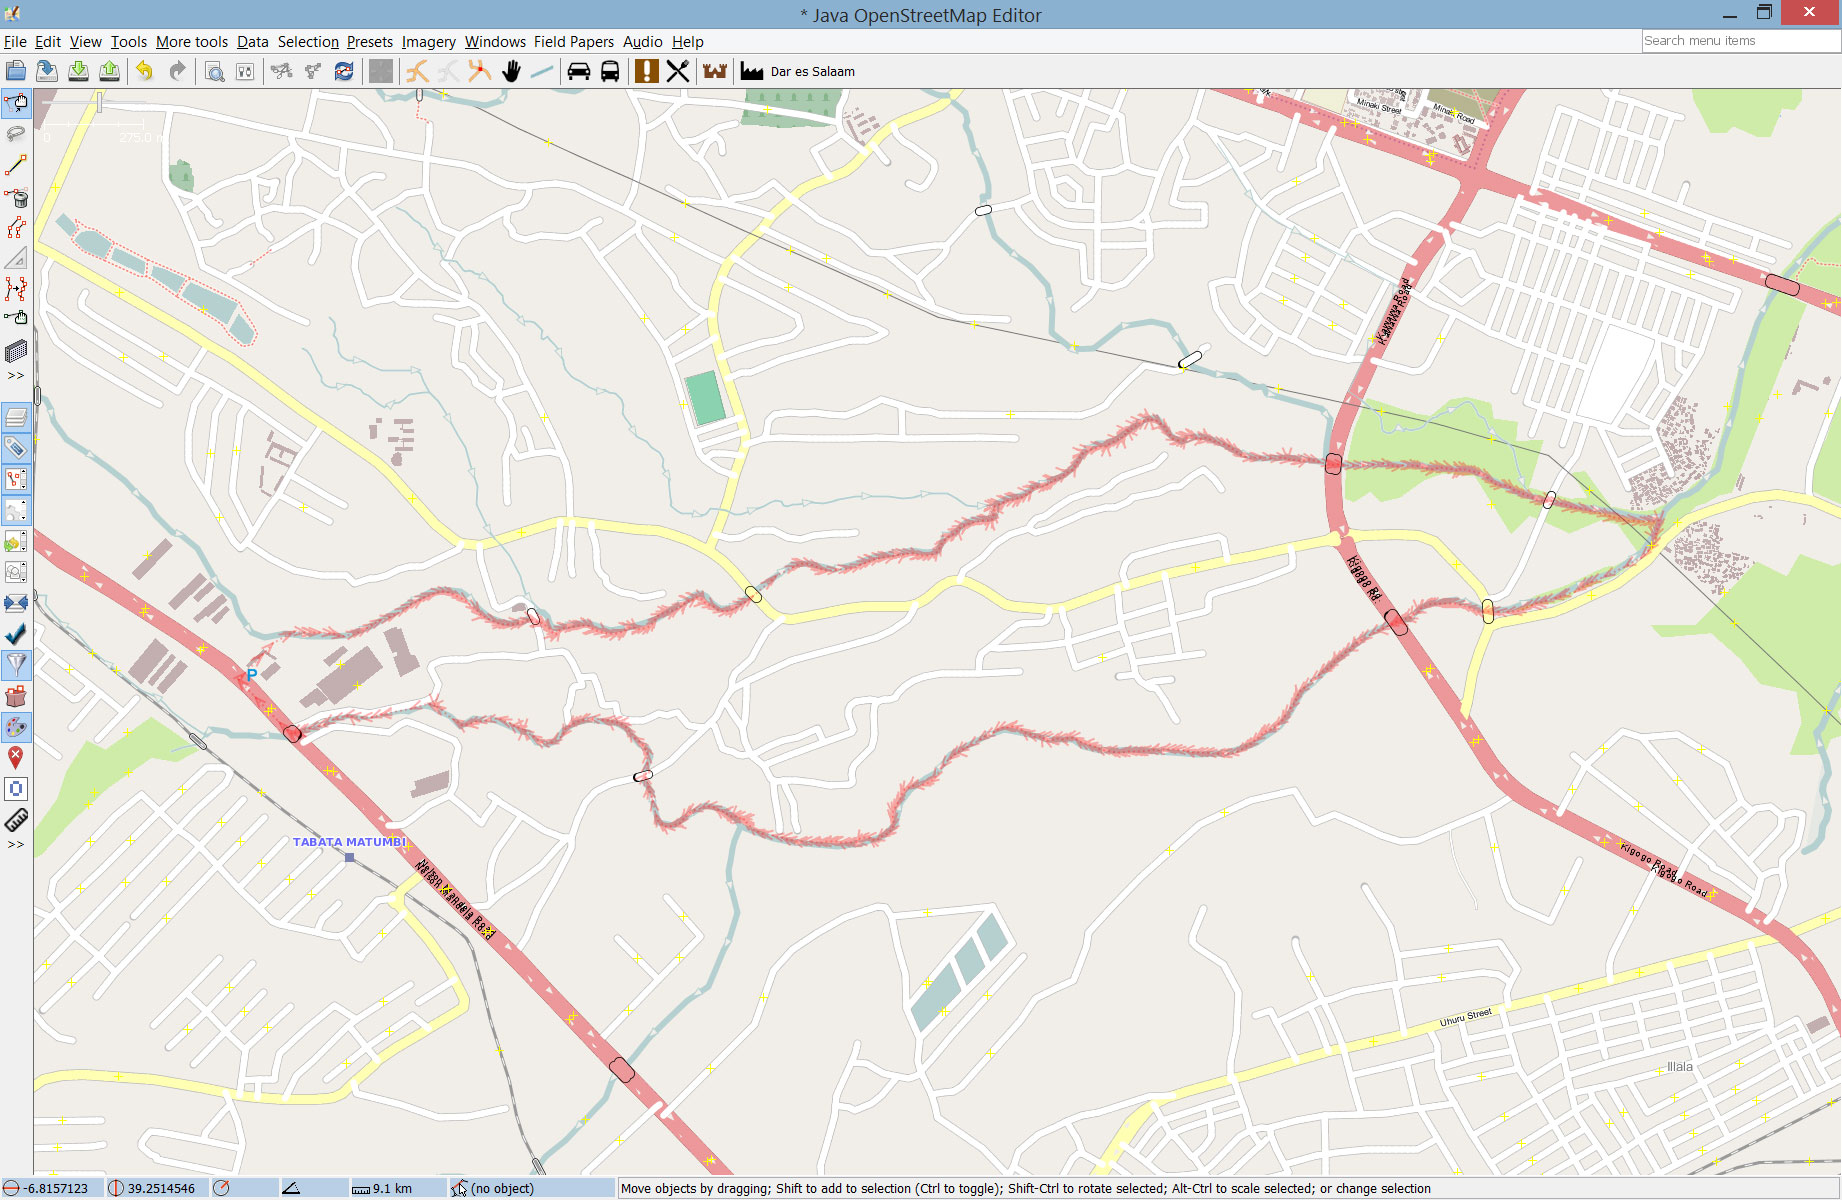 * Java OpenStreetMap Editor
File Edit View Tools More tools Data Selection Presets Imagery Windows Field Papers Audio Help
Search menu items
Dar es Salaam
0 275.0 m
Minaki Street
Minaki Road
Kawawa Road
Kawawa Road
Kigogo Rd.
>>
P
>>
TABATA MATUMBI
Nelson Mandela Road
Nelson Mandela Road
Kigogo Road
Kigogo Road
Uhuru Street
Illala
-6.8157123 39.2514546 9.1 km (no object) Move objects by dragging; Shift to add to selection (Ctrl to toggle); Shift-Ctrl to rotate selected; Alt-Ctrl to scale selected; or change selection